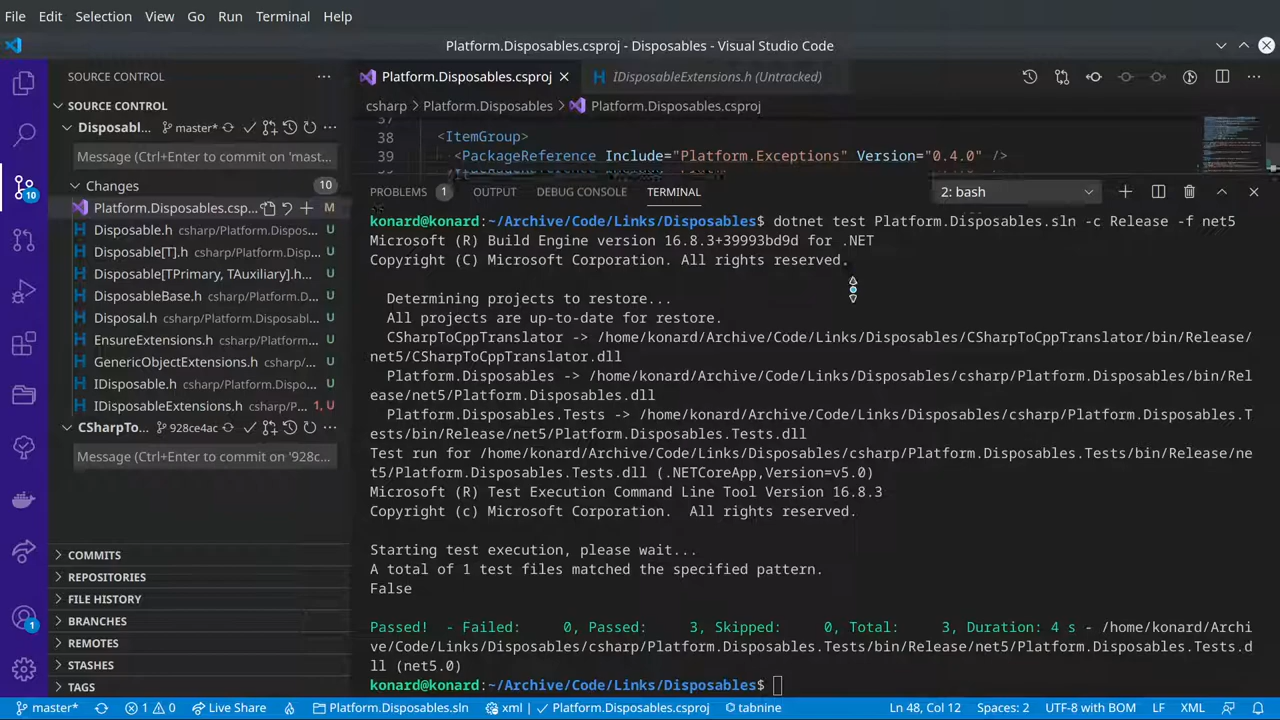 File Edit Selection View Go Run Terminal Help
Platform.Disposables.csproj - Disposables - Visual Studio Code
SOURCE CONTROL
Platform.Disposables.csproj
IDisposableExtensions.h (Untracked)
SOURCE CONTROL
csharp > Platform.Disposables > Platform.Disposables.csproj
Disposabl... master*
Message (Ctrl+Enter to commit on 'mast...
Changes 10
Platform.Disposables.csp... M
Disposable.h csharp/Platform.Dispos... U
Disposable[T].h csharp/Platform.Dis... U
Disposable[TPrimary, TAuxiliary].h... U
DisposableBase.h csharp/Platform.D... U
Disposal.h csharp/Platform.Disposabl... U
EnsureExtensions.h csharp/Platform... U
GenericObjectExtensions.h csharp/... U
IDisposable.h csharp/Platform.Dispo... U
IDisposableExtensions.h csharp/P... 1, U
CSharpTo... 928ce4ac
Message (Ctrl+Enter to commit on '928c...
COMMITS
REPOSITORIES
FILE HISTORY
BRANCHES
REMOTES
STASHES
TAGS
10
1
37
38 <ItemGroup>
39 <PackageReference Include="Platform.Exceptions" Version="0.4.0" />
PROBLEMS 1 OUTPUT DEBUG CONSOLE TERMINAL 2: bash
konard@konard:~/Archive/Code/Links/Disposables$ dotnet test Platform.Disposables.sln -c Release -f net5
Microsoft (R) Build Engine version 16.8.3+39993bd9d for .NET
Copyright (C) Microsoft Corporation. All rights reserved.
Determining projects to restore...
All projects are up-to-date for restore.
CSharpToCppTranslator -> /home/konard/Archive/Code/Links/Disposables/CSharpToCppTranslator/bin/Release/
net5/CSharpToCppTranslator.dll
Platform.Disposables -> /home/konard/Archive/Code/Links/Disposables/csharp/Platform.Disposables/bin/Rel
ease/net5/Platform.Disposables.dll
Platform.Disposables.Tests -> /home/konard/Archive/Code/Links/Disposables/csharp/Platform.Disposables.T
ests/bin/Release/net5/Platform.Disposables.Tests.dll
Test run for /home/konard/Archive/Code/Links/Disposables/csharp/Platform.Disposables.Tests/bin/Release/ne
t5/Platform.Disposables.Tests.dll (.NETCoreApp,Version=v5.0)
Microsoft (R) Test Execution Command Line Tool Version 16.8.3
Copyright (c) Microsoft Corporation.  All rights reserved.
Starting test execution, please wait...
A total of 1 test files matched the specified pattern.
False
Passed!  - Failed:     0, Passed:     3, Skipped:     0, Total:     3, Duration: 4 s - /home/konard/Archi
ve/Code/Links/Disposables/csharp/Platform.Disposables.Tests/bin/Release/net5/Platform.Disposables.Tests.d
ll (net5.0)
konard@konard:~/Archive/Code/Links/Disposables$
master* 1 0 Live Share Platform.Disposables.sln xml Platform.Disposables.csproj tabnine Ln 48, Col 12 Spaces: 2 UTF-8 with BOM LF XML